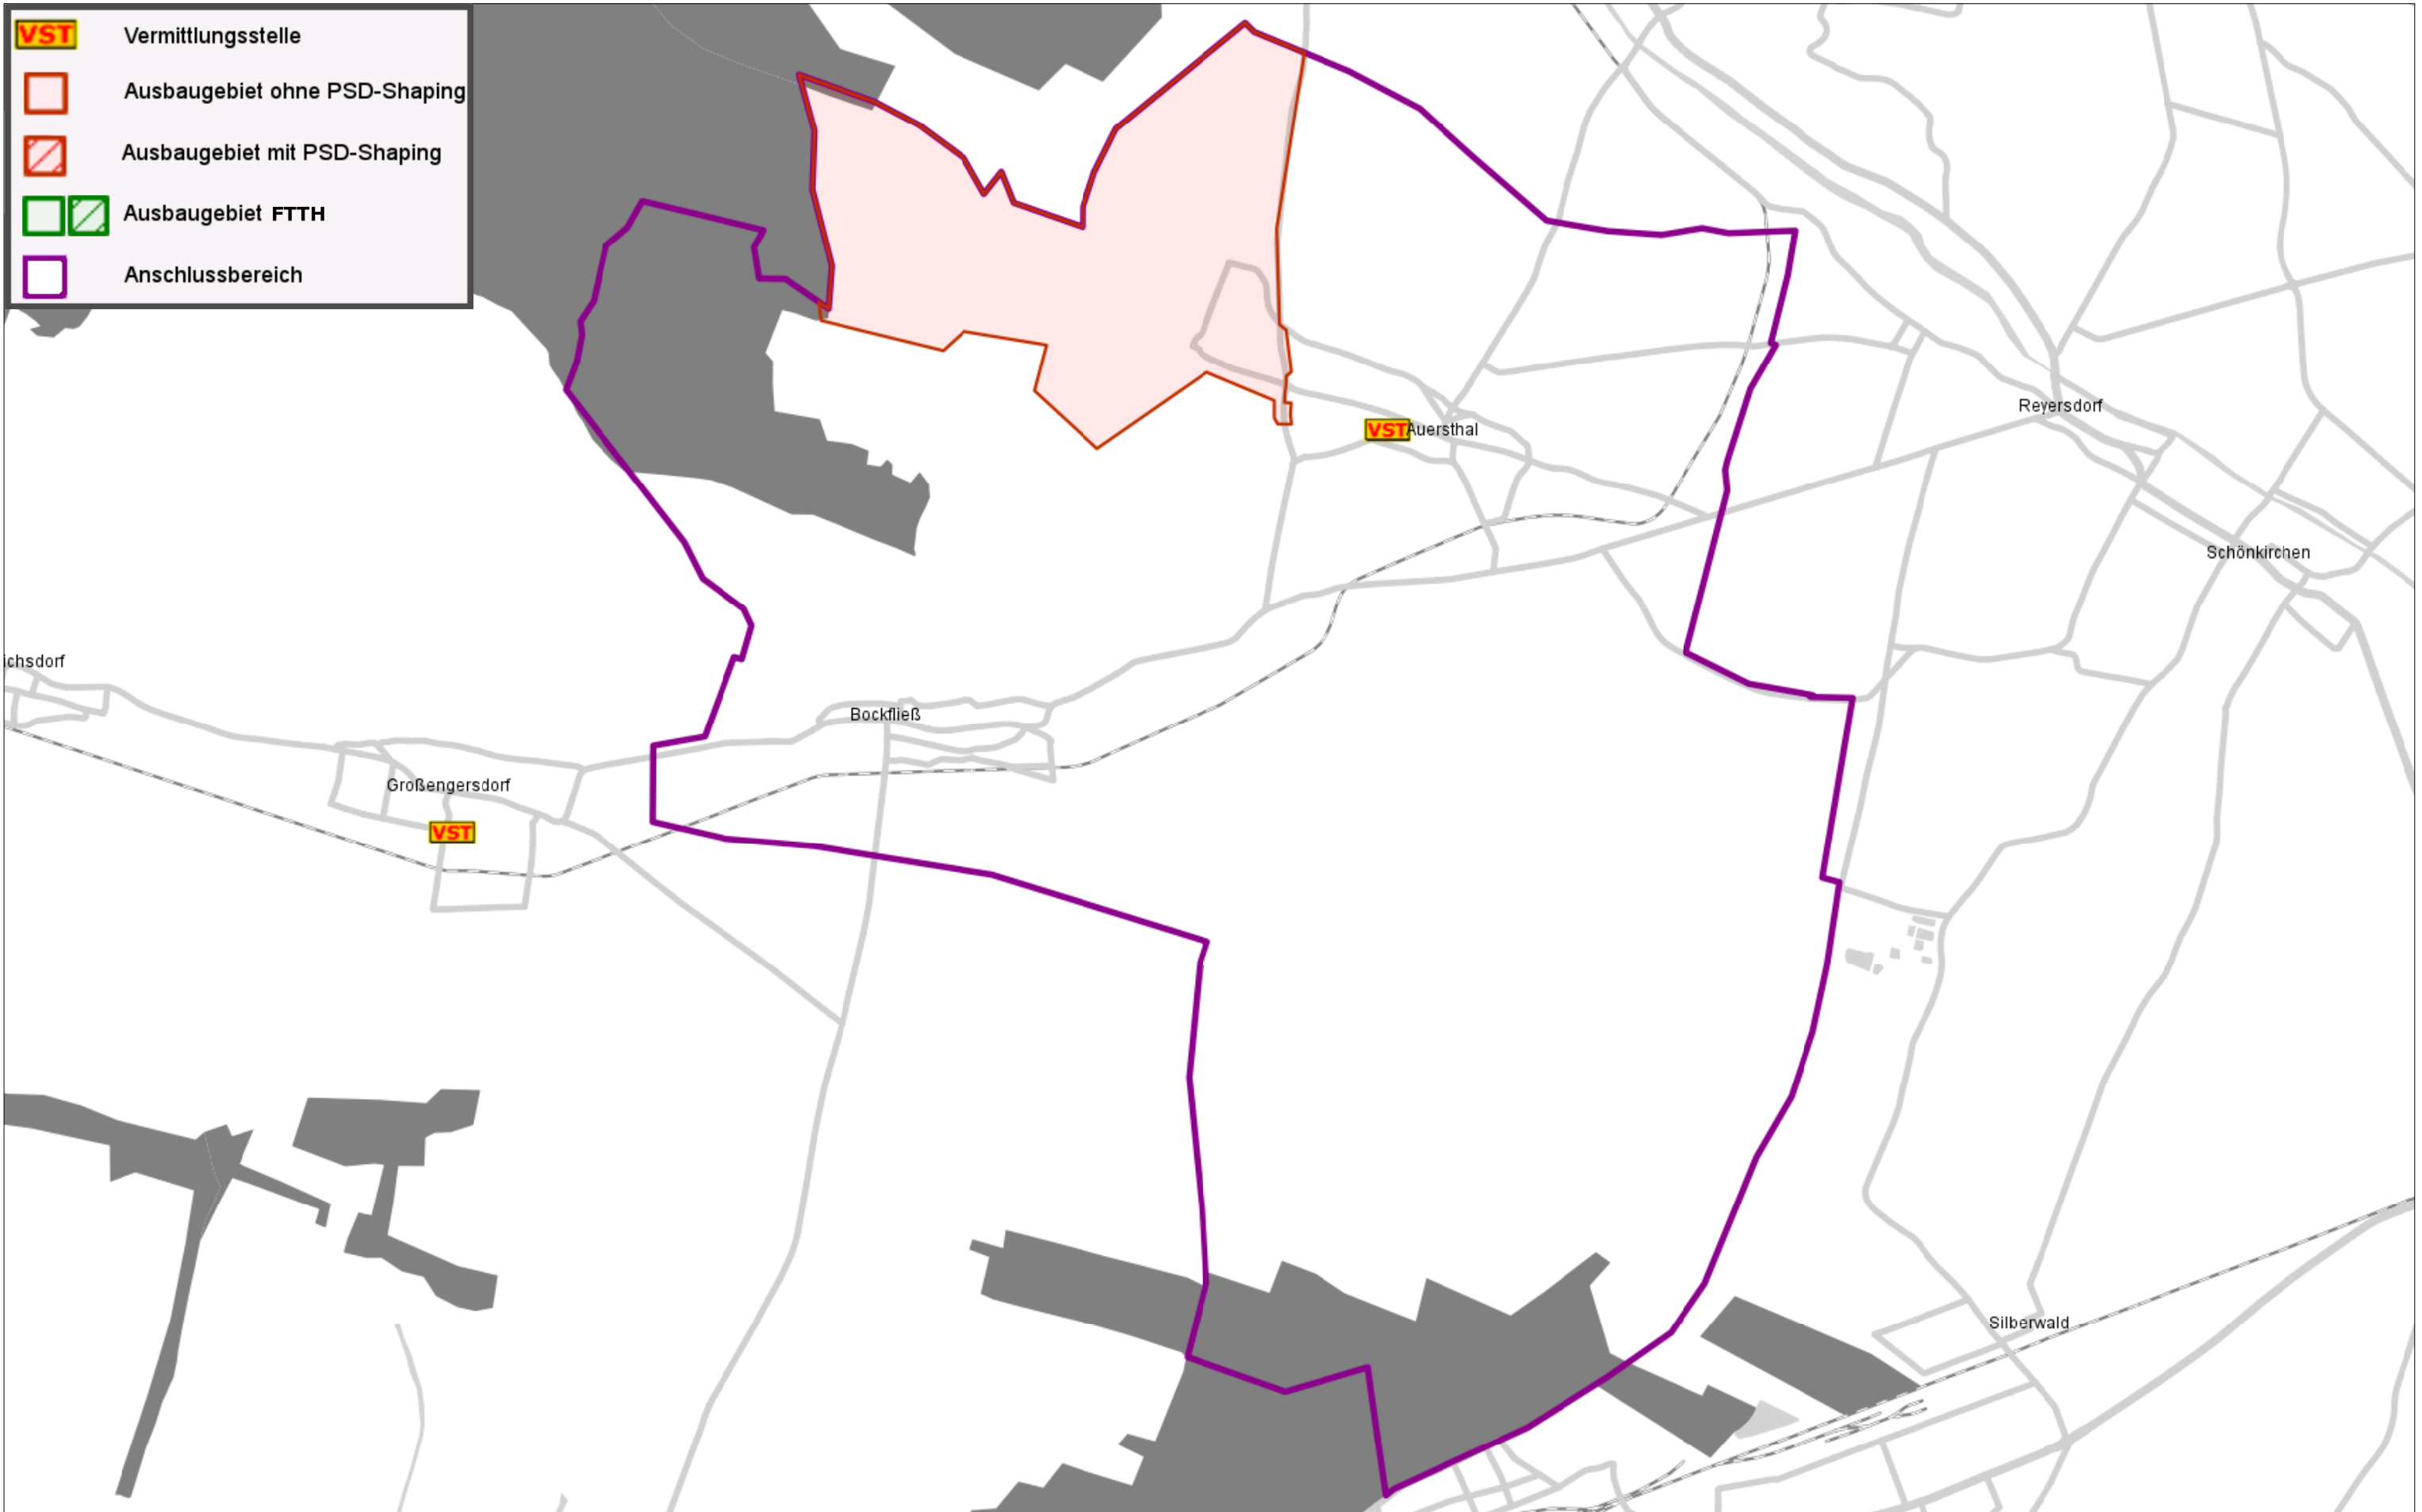 VST Vermittlungsstelle
Ausbaugebiet ohne PSD-Shaping
Ausbaugebiet mit PSD-Shaping
Ausbaugebiet FTTH
Anschlussbereich
Reyersdorf
VST Auersthal
Schönkirchen
ichsdorf
Bockfließ
Großengersdorf
VST
Silberwald